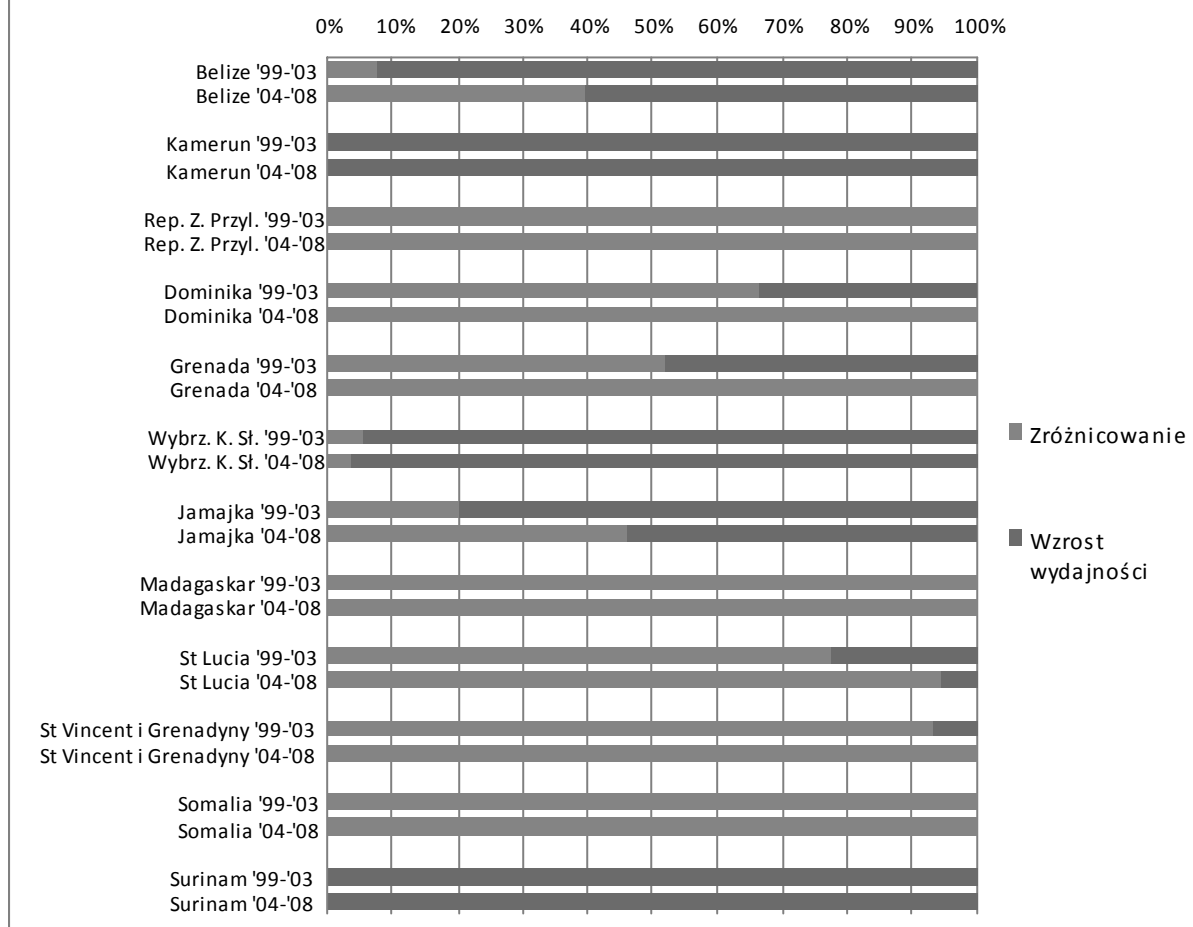 0% 10% 20% 30% 40% 50% 60% 70% 80% 90% 100%
Belize '99-'03
Belize '04-'08
Kamerun '99-'03
Kamerun '04-'08
Rep. Z. Przyl. '99-'03
Rep. Z. Przyl. '04-'08
Dominika '99-'03
Dominika '04-'08
Grenada '99-'03
Grenada '04-'08
Wybrz. K. Sł. '99-'03
Wybrz. K. Sł. '04-'08
Jamajka '99-'03
Jamajka '04-'08
Madagaskar '99-'03
Madagaskar '04-'08
St Lucia '99-'03
St Lucia '04-'08
St Vincent i Grenadyny '99-'03
St Vincent i Grenadyny '04-'08
Somalia '99-'03
Somalia '04-'08
Surinam '99-'03
Surinam '04-'08
Zróżnicowanie
Wzrost
wydajności